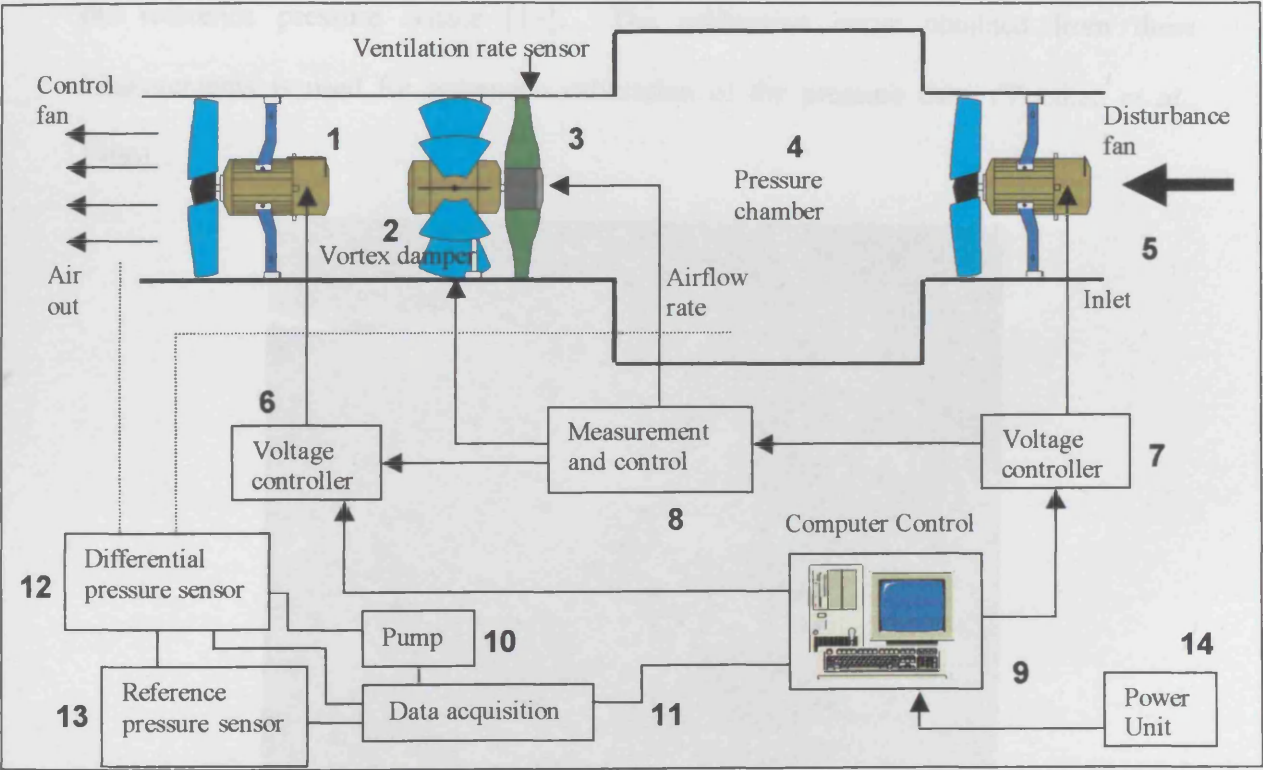 Ventilation rate sensor
Control
fan
1
3
4
Pressure
chamber
Disturbance
fan
2
Vortex damper
5
Air
out
Airflow
rate
Inlet
6
Voltage
controller
Measurement
and control
8
Voltage
controller
7
Computer Control
12
Differential
pressure sensor
Pump
10
9
14
13
Reference
pressure sensor
Data acquisition
11
Power
Unit